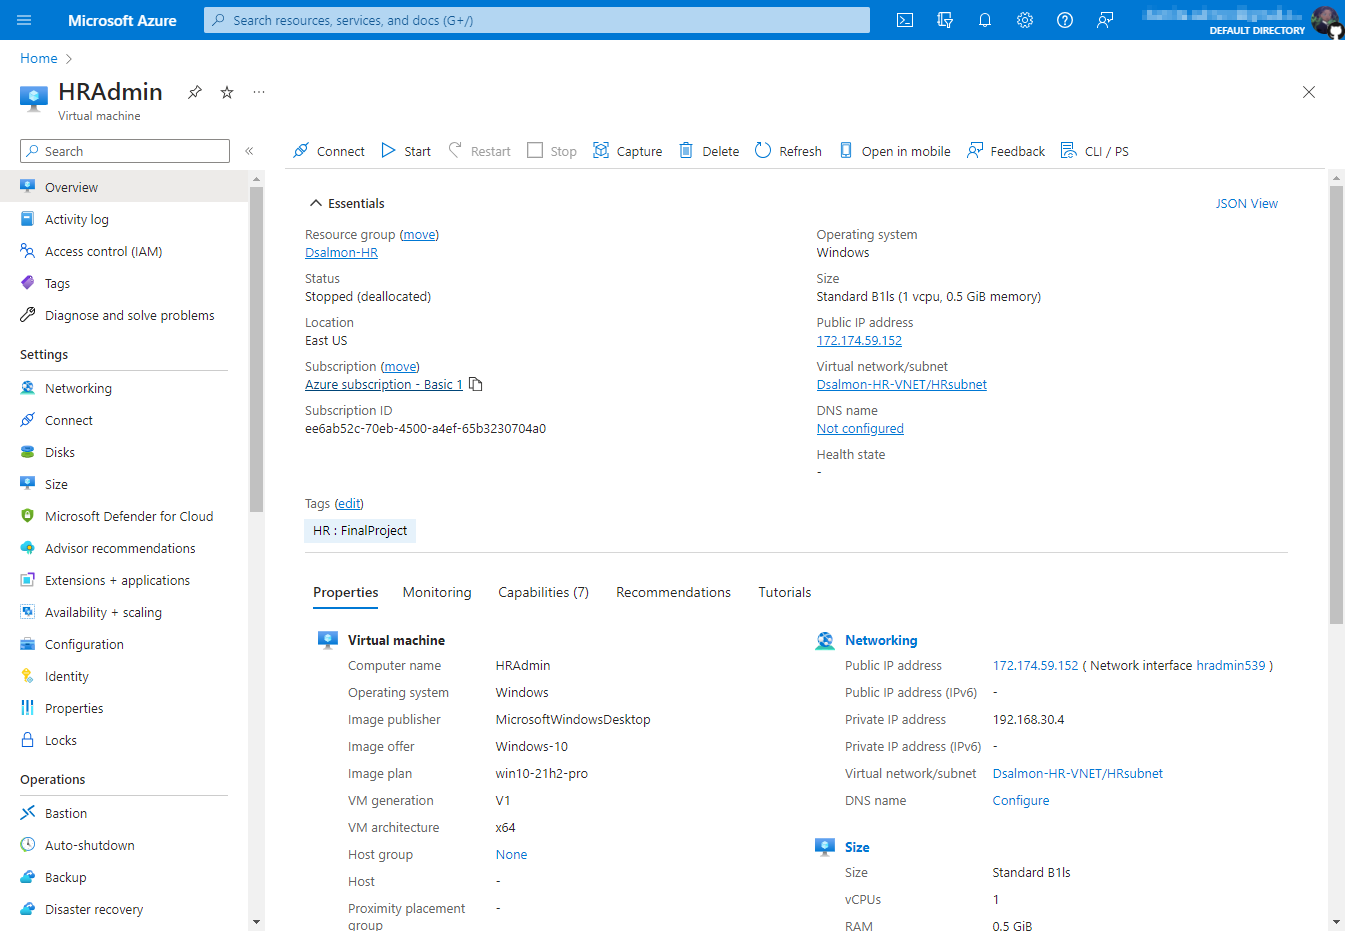 Microsoft Azure
Search resources, services, and docs (G+/)
DEFAULT DIRECTORY
Home
HRAdmin
Virtual machine
Search
Connect
Start
Restart
Stop
Capture
Delete
Refresh
Open in mobile
Feedback
CLI / PS
Overview
Activity log
Access control (IAM)
Tags
Diagnose and solve problems
Settings
Networking
Connect
Disks
Size
Microsoft Defender for Cloud
Advisor recommendations
Extensions + applications
Availability + scaling
Configuration
Identity
Properties
Locks
Operations
Bastion
Auto-shutdown
Backup
Disaster recovery
Essentials
JSON View
Resource group (move)
Dsalmon-HR
Status
Stopped (deallocated)
Location
East US
Subscription (move)
Azure subscription - Basic 1
Subscription ID
ee6ab52c-70eb-4500-a4ef-65b3230704a0
Operating system
Windows
Size
Standard B1ls (1 vcpu, 0.5 GiB memory)
Public IP address
172.174.59.152
Virtual network/subnet
Dsalmon-HR-VNET/HRsubnet
DNS name
Not configured
Health state
-
Tags (edit)
HR : FinalProject
Properties
Monitoring
Capabilities (7)
Recommendations
Tutorials
Virtual machine
Computer name HRAdmin
Operating system Windows
Image publisher MicrosoftWindowsDesktop
Image offer Windows-10
Image plan win10-21h2-pro
VM generation V1
VM architecture x64
Host group None
Host -
Proximity placement -
group
Networking
Public IP address 172.174.59.152 ( Network interface hradmin539 )
Public IP address (IPv6) -
Private IP address 192.168.30.4
Private IP address (IPv6) -
Virtual network/subnet Dsalmon-HR-VNET/HRsubnet
DNS name Configure
Size
Size Standard B1ls
vCPUs 1
RAM 0.5 GiB